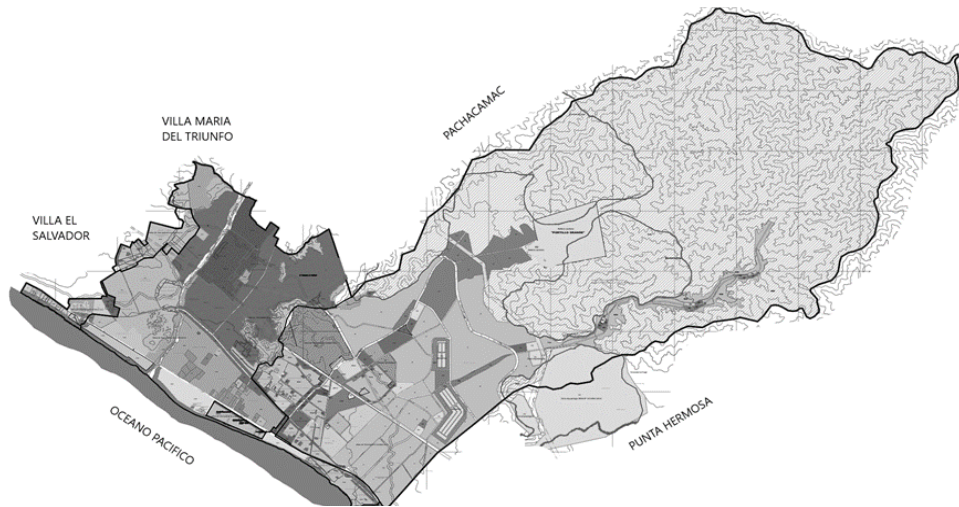 VILLA MARIA
DEL TRIUNFO
PACHACAMAC
VILLA EL
SALVADOR
OCEANO PACIFICO
PUNTA HERMOSA